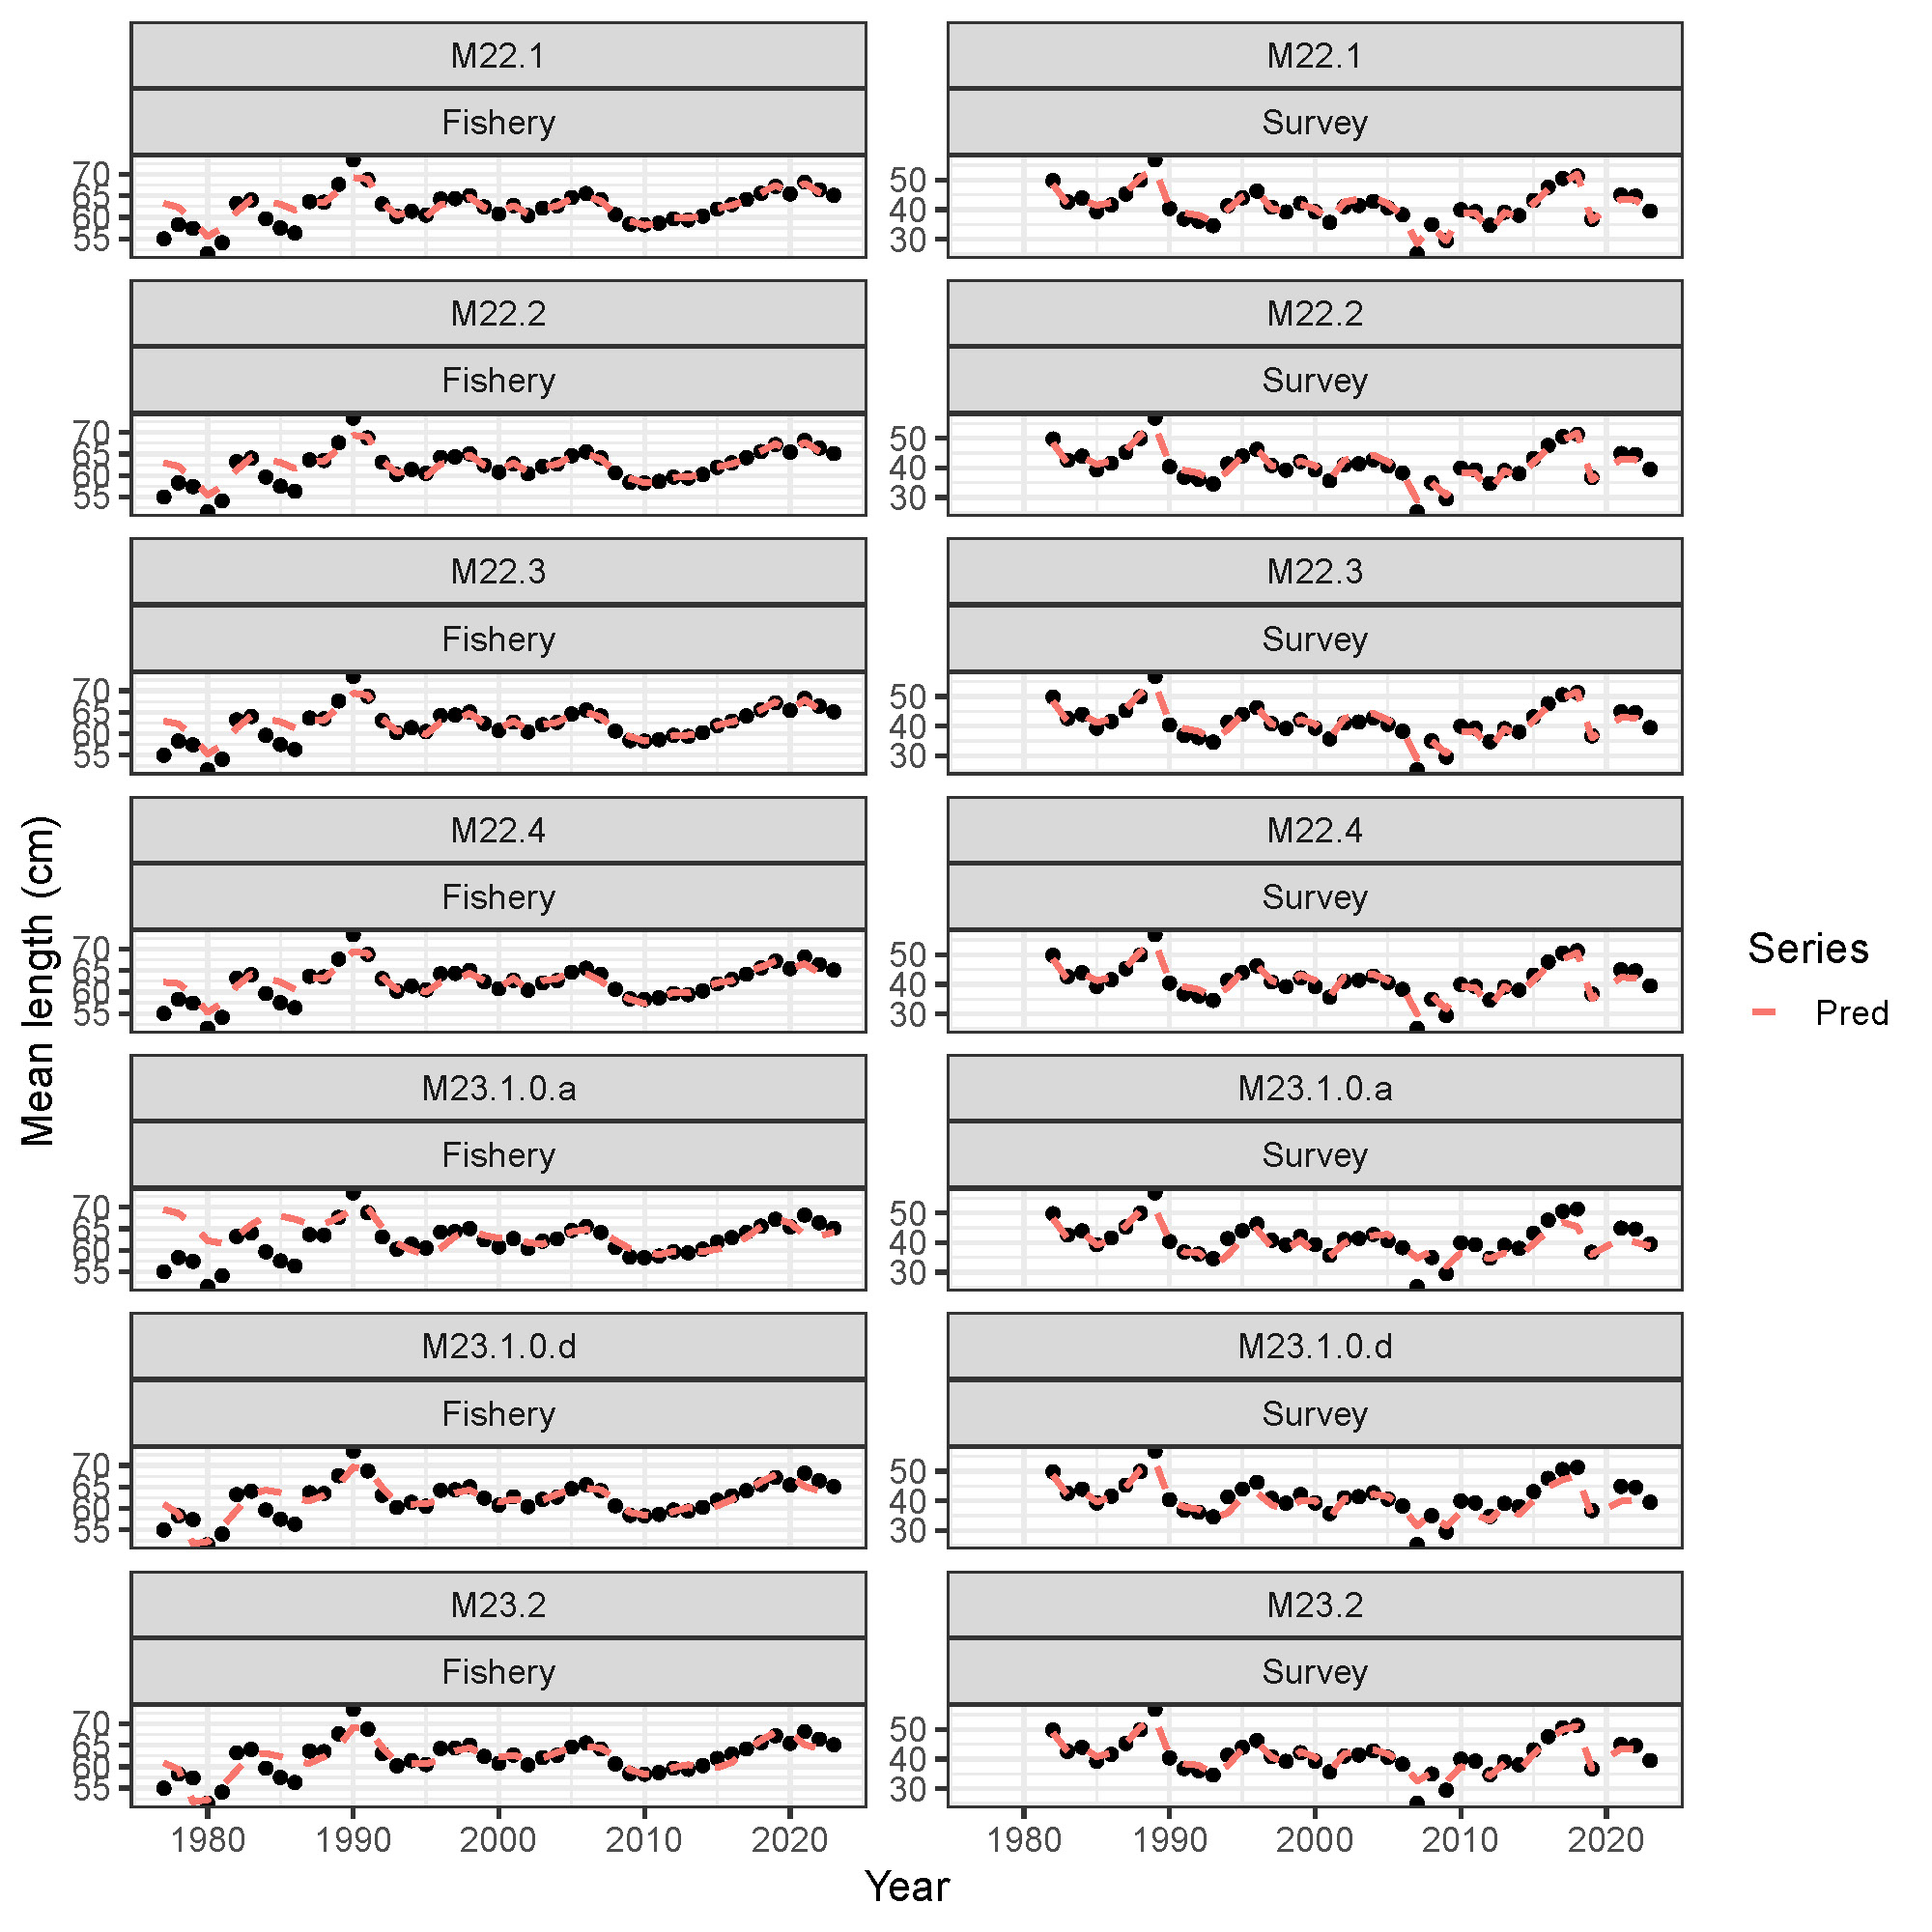 M22.1 M22.1
Fishery Survey
70
65
60
55
50
40
30
M22.2 M22.2
Fishery Survey
70
65
60
55
50
40
30
M22.3 M22.3
Fishery Survey
70
65
60
55
50
40
30
M22.4 M22.4
Fishery Survey
70
65
60
55
50
40
30
M23.1.0.a M23.1.0.a
Fishery Survey
70
65
60
55
50
40
30
M23.1.0.d M23.1.0.d
Fishery Survey
70
65
60
55
50
40
30
M23.2 M23.2
Fishery Survey
70
65
60
55
50
40
30
1980 1990 2000 2010 2020 1980 1990 2000 2010 2020
Year
Mean length (cm)
Series
Pred